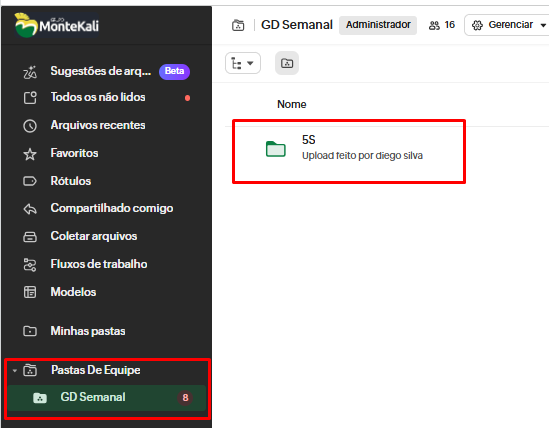 MonteKali
Sugestões de arq... Beta
Todos os não lidos
Arquivos recentes
Favoritos
Rótulos
Compartilhado comigo
Coletar arquivos
Fluxos de trabalho
Modelos
Minhas pastas
Pastas De Equipe
GD Semanal 8
GD Semanal Administrador 16 Gerenciar
Nome
5S
Upload feito por diego silva